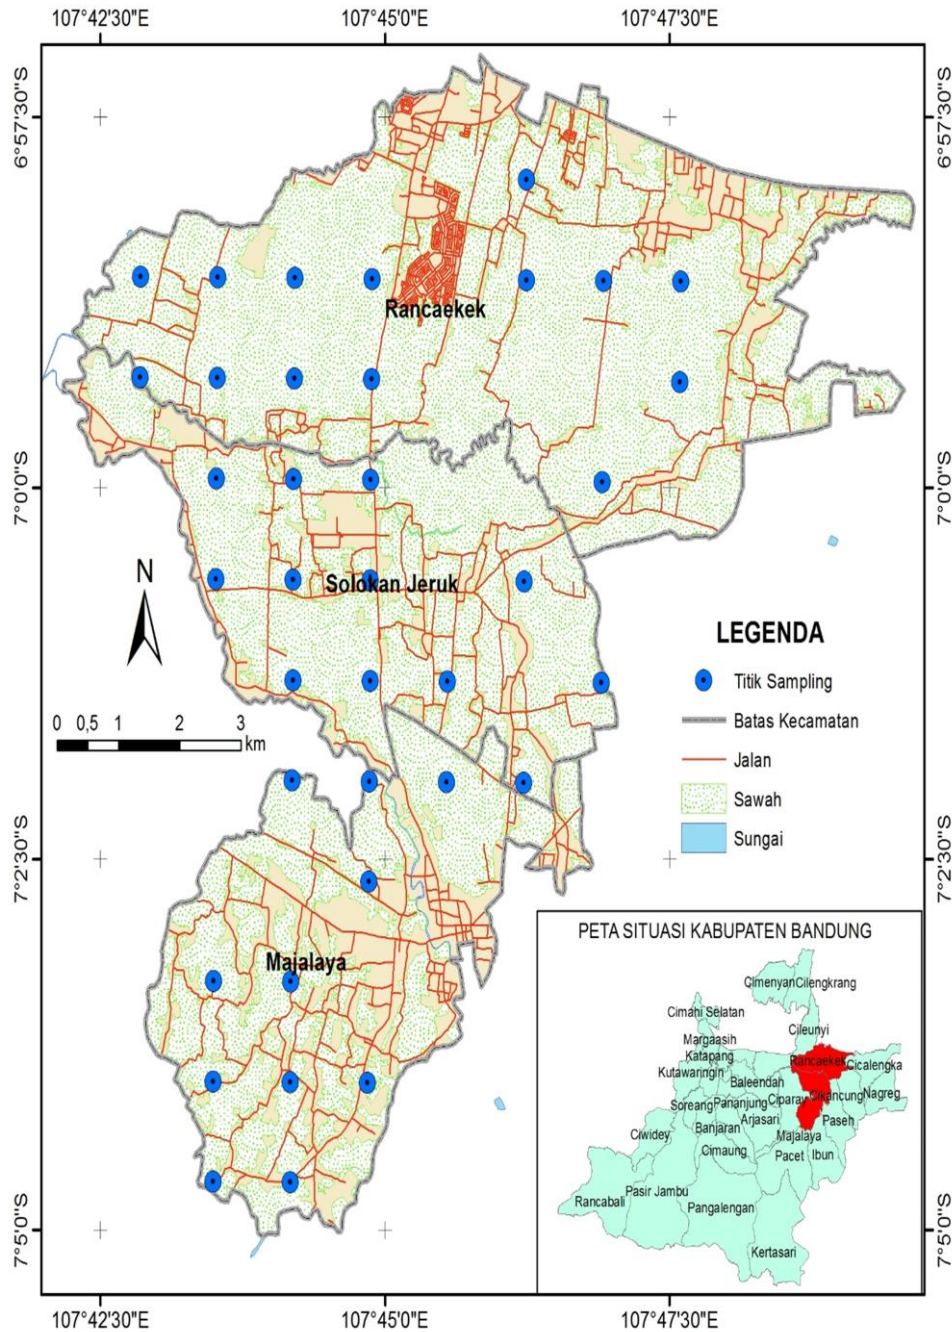 107°42'30"E
107°45'0"E
107°47'30"E
6°57'30"S
6°57'30"S
Rancaekek
7°0'0"S
7°0'0"S
N
Solokan Jeruk
LEGENDA
Titik Sampling
Batas Kecamatan
Jalan
Sawah
Sungai
0 0,5 1 2 3
km
7°2'30"S
7°2'30"S
Majalaya
PETA SITUASI KABUPATEN BANDUNG
Cimenyan
Cilengkrang
Cimahi Selatan
Cileunyi
Margaasih
Katapang
Rancaekek
Cicalengka
Kutawaringin
Baleendah
Soreang
Pananjung
Ciparay
Cikancung
Nagreg
Arjasari
Paseh
Banjaran
Ciwidey
Majalaya
Cimaung
Pacet
Ibun
Rancabali
Pasir Jambu
Pangalengan
Kertasari
7°5'0"S
7°5'0"S
107°42'30"E
107°45'0"E
107°47'30"E